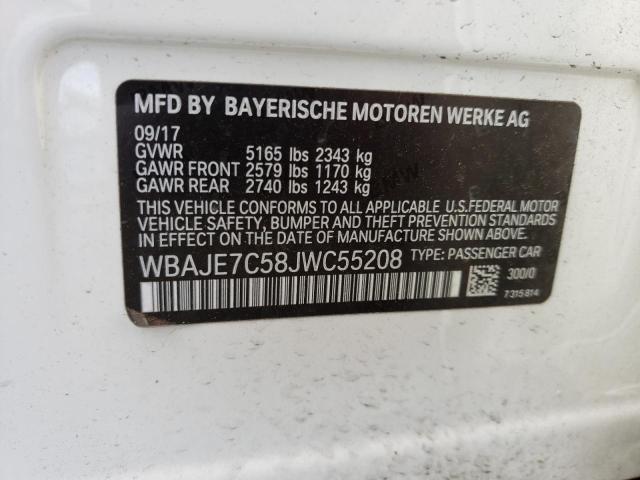 MFD BY BAYERISCHE MOTOREN WERKE AG
09/17
GVWR 5165 lbs 2343 kg
GAWR FRONT 2579 lbs 1170 kg
GAWR REAR 2740 lbs 1243 kg
THIS VEHICLE CONFORMS TO ALL APPLICABLE U.S.FEDERAL MOTOR
VEHICLE SAFETY, BUMPER AND THEFT PREVENTION STANDARDS
IN EFFECT ON THE DATE OF MANUFACTURE SHOWN ABOVE.
WBAJE7C58JWC55208 TYPE: PASSENGER CAR
300/0
7315814